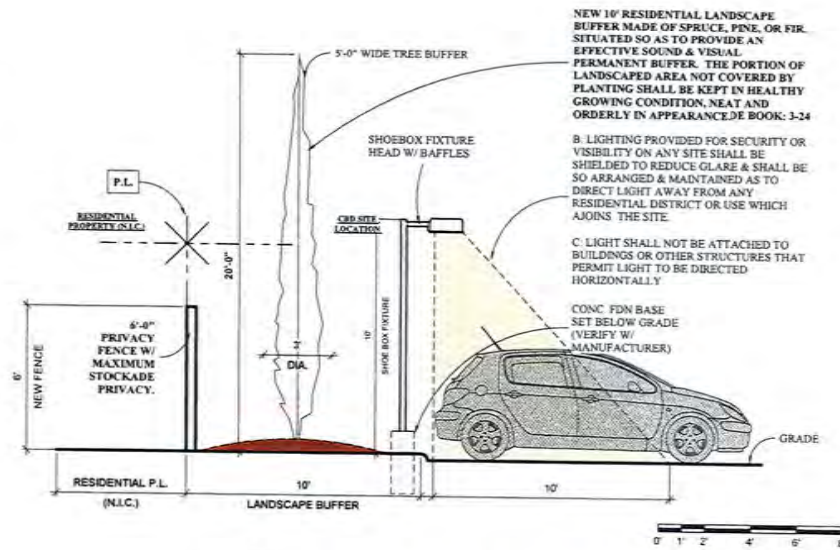 NEW 10' RESIDENTIAL LANDSCAPE
BUFFER MADE OF SPRUCE, PINE, OR FIR.
SITUATED SO AS TO PROVIDE AN
EFFECTIVE SOUND & VISUAL
PERMANENT BUFFER. THE PORTION OF
LANDSCAPED AREA NOT COVERED BY
PLANTING SHALL BE KEPT IN HEALTHY
GROWING CONDITION, NEAT AND
ORDERLY IN APPEARANCE. DE BOOK: 3-24
5'-0" WIDE TREE BUFFER
SHOEBOX FIXTURE
HEAD W/ BAFFLES
B. LIGHTING PROVIDED FOR SECURITY OR
VISIBILITY ON ANY SITE SHALL BE
SHIELDED TO REDUCE GLARE & SHALL BE
SO ARRANGED & MAINTAINED AS TO
DIRECT LIGHT AWAY FROM ANY
RESIDENTIAL DISTRICT OR USE WHICH
AJOINS THE SITE.
C. LIGHT SHALL NOT BE ATTACHED TO
BUILDINGS OR OTHER STRUCTURES THAT
PERMIT LIGHT TO BE DIRECTED
HORIZONTALLY
P.L.
RESIDENTIAL
PROPERTY (N.I.C.)
CBD SITE
LOCATION
20'-0"
10'
SHOE BOX FIXTURE
CONC. FDN BASE
SET BELOW GRADE
(VERIFY W/
MANUFACTURER)
6'-0"
PRIVACY
FENCE W/
MAXIMUM
STOCKADE
PRIVACY.
6'
NEW FENCE
DIA.
GRADE
RESIDENTIAL P.L.
(N.I.C.)
10'
LANDSCAPE BUFFER
10'
0' 1' 2' 4' 6'